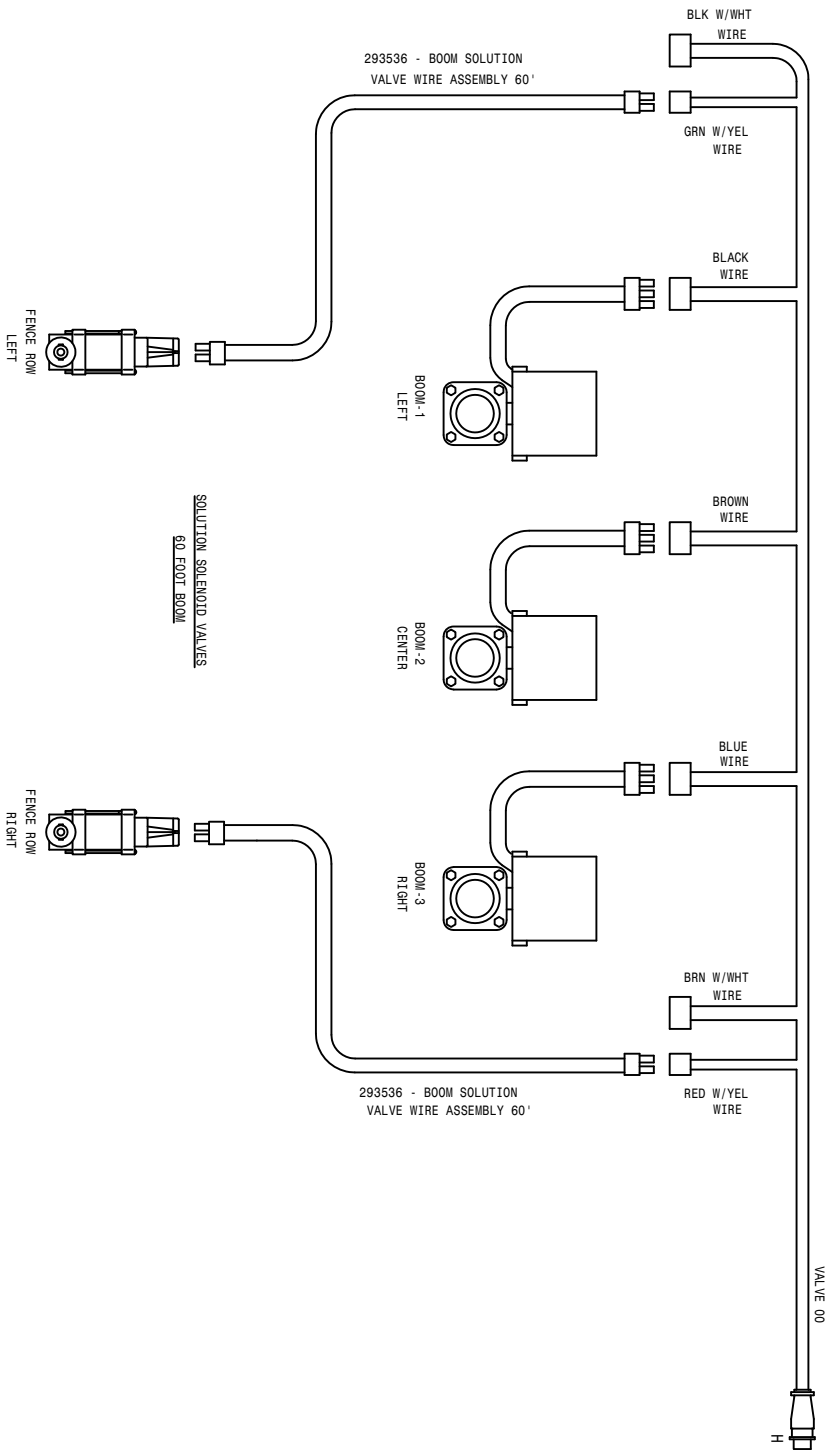 BLK W/WHT
WIRE
293536 - BOOM SOLUTION
VALVE WIRE ASSEMBLY 60'
GRN W/YEL
WIRE
BLACK
WIRE
FENCE ROW
LEFT
BOOM-1
LEFT
BROWN
WIRE
SOLUTION SOLENOID VALVES
60 FOOT BOOM
BOOM-2
CENTER
BLUE
WIRE
FENCE ROW
RIGHT
BOOM-3
RIGHT
BRN W/WHT
WIRE
293536 - BOOM SOLUTION
VALVE WIRE ASSEMBLY 60'
RED W/YEL
WIRE
VALVE 00
H